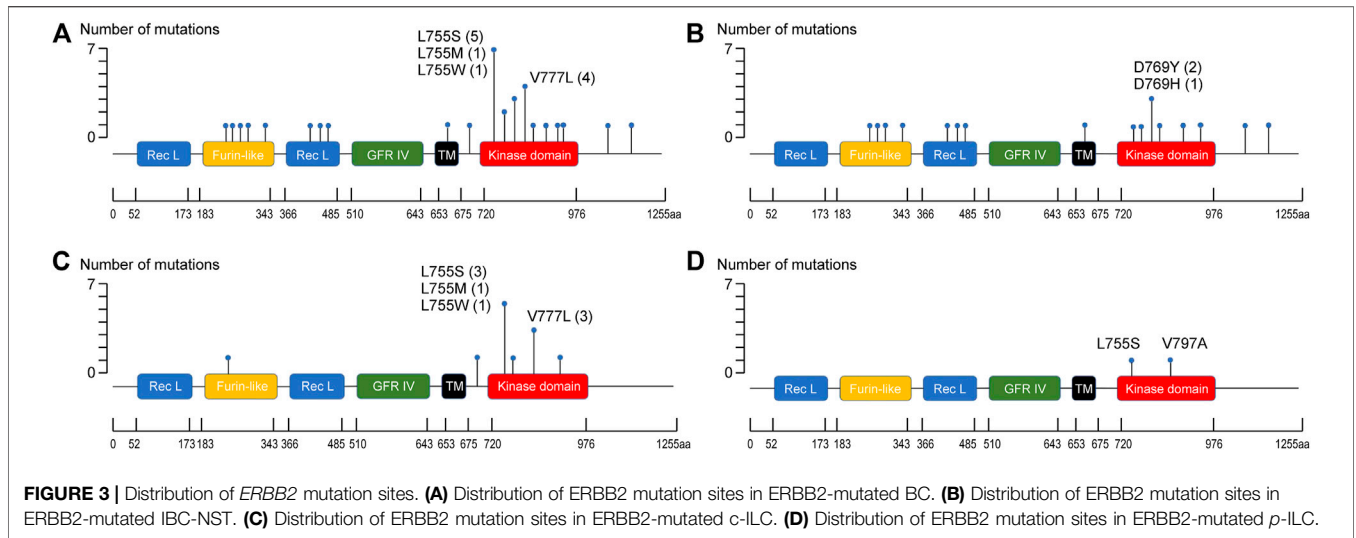 A
Number of mutations
7
0
L755S (5)
L755M (1)
L755W (1)
V777L (4)
Rec L Furin-like Rec L GFR IV TM Kinase domain
0 52 173 183 343 366 485 510 643 653 675 720 976 1255aa
B
Number of mutations
7
0
D769Y (2)
D769H (1)
Rec L Furin-like Rec L GFR IV TM Kinase domain
0 52 173 183 343 366 485 510 643 653 675 720 976 1255aa
C
Number of mutations
7
0
L755S (3)
L755M (1)
L755W (1)
V777L (3)
Rec L Furin-like Rec L GFR IV TM Kinase domain
0 52 173 183 343 366 485 510 643 653 675 720 976 1255aa
D
Number of mutations
7
0
L755S V797A
Rec L Furin-like Rec L GFR IV TM Kinase domain
0 52 173 183 343 366 485 510 643 653 675 720 976 1255aa
FIGURE 3 | Distribution of ERBB2 mutation sites. (A) Distribution of ERBB2 mutation sites in ERBB2-mutated BC. (B) Distribution of ERBB2 mutation sites in
ERBB2-mutated IBC-NST. (C) Distribution of ERBB2 mutation sites in ERBB2-mutated c-ILC. (D) Distribution of ERBB2 mutation sites in ERBB2-mutated p-ILC.